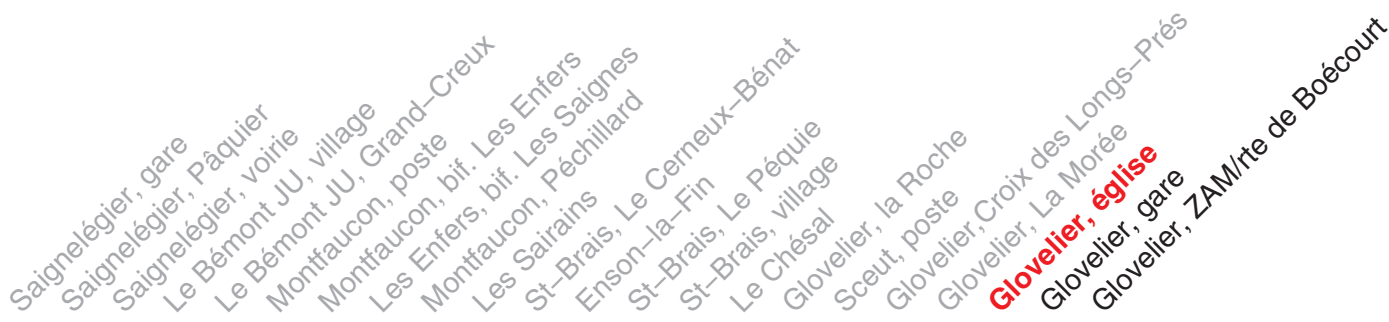 Saignelégier, gare
Saignelégier, Pâquier
Saignelégier, voirie
Le Bémont JU, village
Le Bémont JU, Grand–Creux
Montfaucon, poste
Montfaucon, bif. Les Enfers
Les Enfers, bif. Les Saignes
Montfaucon, Péchillard
Les Sairains
St–Brais, Le Cerneux–Bénat
Enson–la–Fin
St–Brais, Le Péquie
St–Brais, village
Le Chésal
Glovelier, la Roche
Sceut, poste
Glovelier,Croix des Longs–Prés
Glovelier, La Morée
Glovelier, église
Glovelier, gare
Glovelier, ZAM/rte de Boécourt